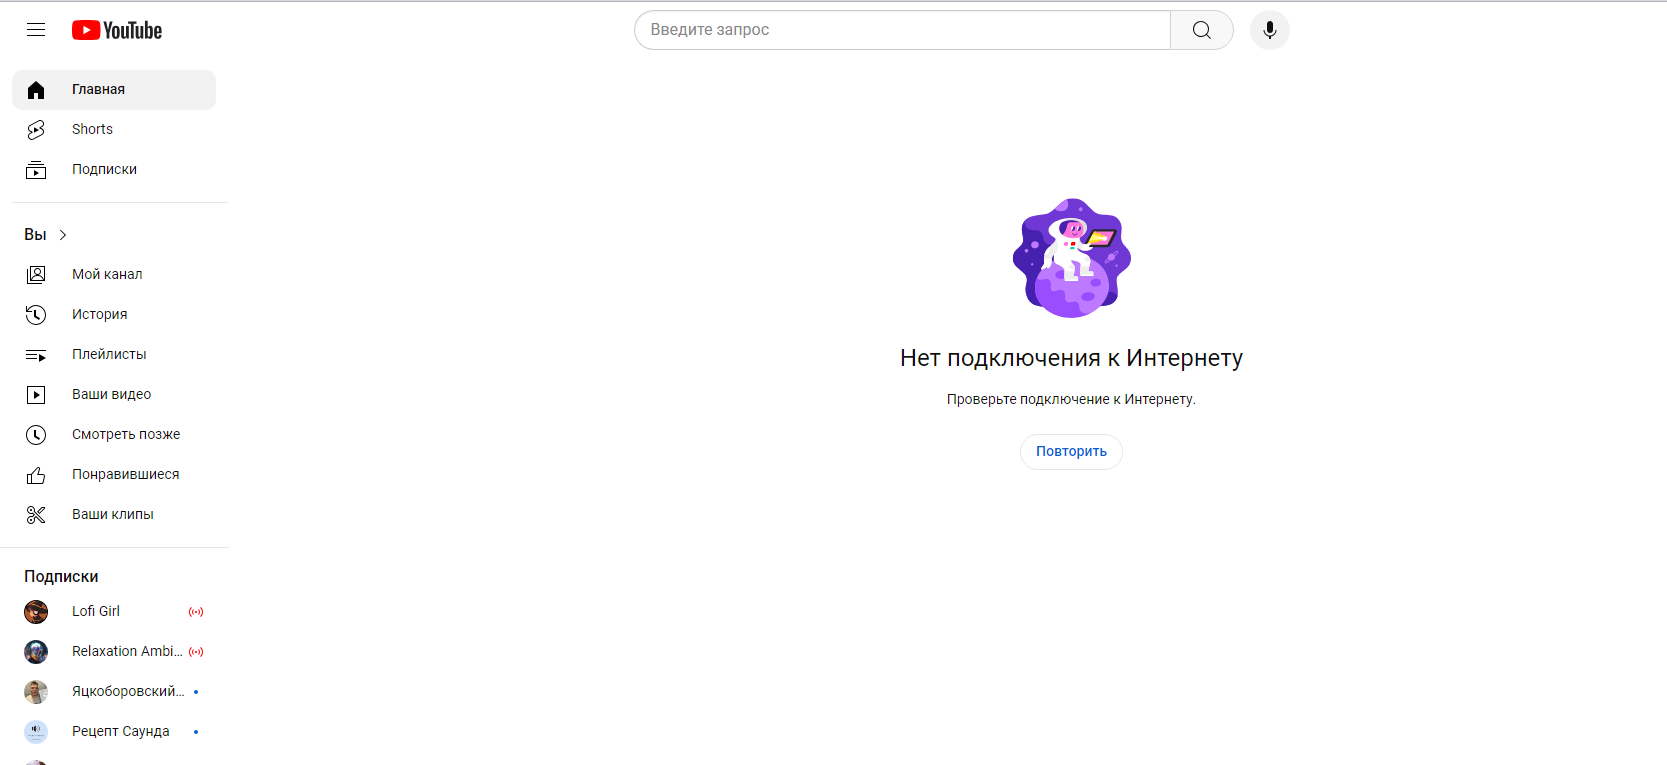 YouTube
Введите запрос
Главная
Shorts
Подписки
Вы
Мой канал
История
Плейлисты
Ваши видео
Смотреть позже
Понравившиеся
Ваши клипы
Подписки
Lofi Girl
Relaxation Ambi...
Яцкоборовский...
Рецепт Саунда
Нет подключения к Интернету
Проверьте подключение к Интернету.
Повторить